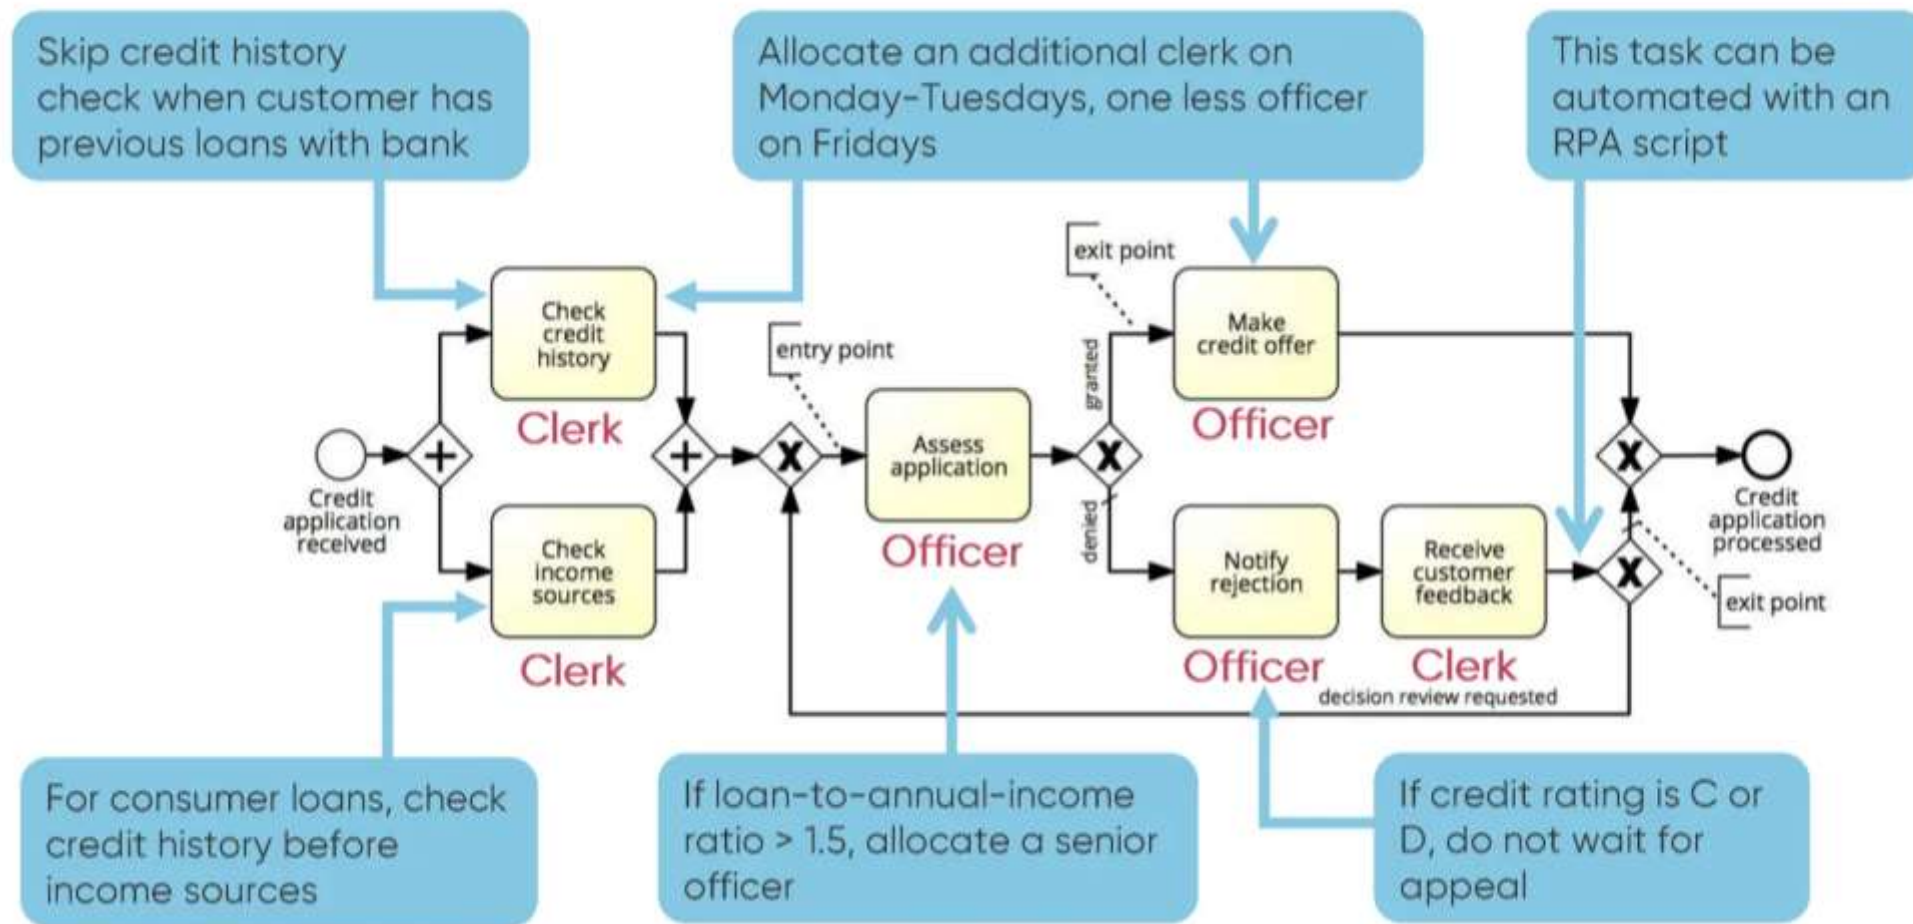 Skip credit history
check when customer has
previous loans with bank
Allocate an additional clerk on
Monday-Tuesdays, one less officer
on Fridays
This task can be
automated with an
RPA script
exit point
Check
credit
history
Clerk
entry point
Make
credit offer
Officer
granted
Credit
application
received
Assess
application
Officer
denied
Check
income
sources
Clerk
Notify
rejection
Officer
Receive
customer
feedback
Clerk
Credit
application
processed
exit point
decision review requested
For consumer loans, check
credit history before
income sources
If loan-to-annual-income
ratio > 1.5, allocate a senior
officer
If credit rating is C or
D, do not wait for
appeal